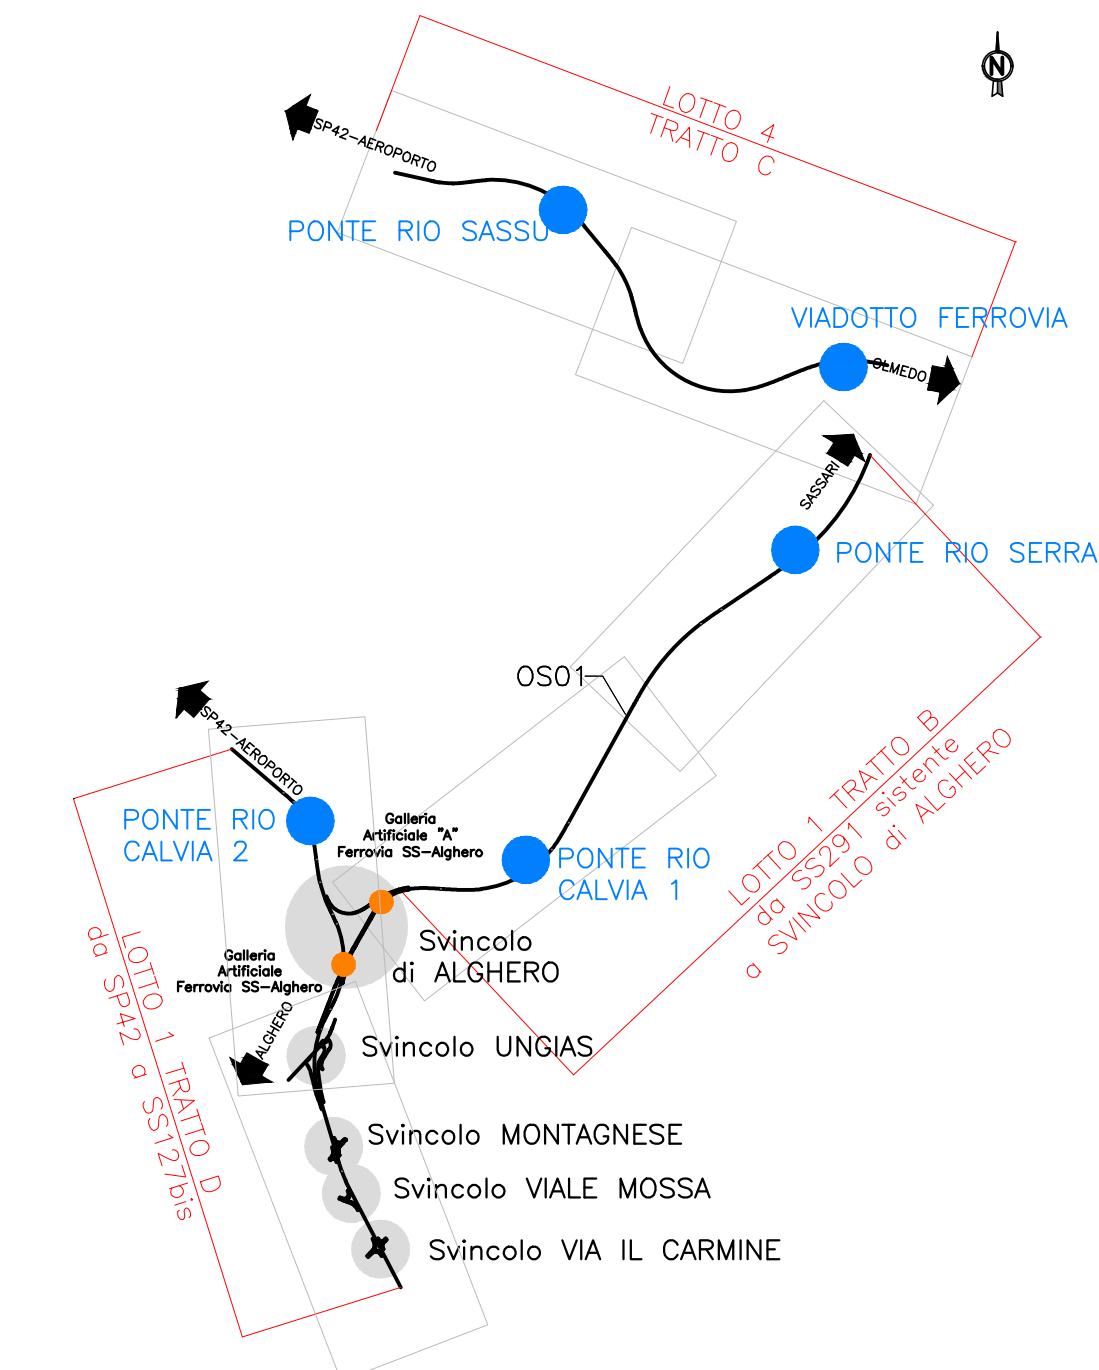 N
LOTTO 4
TRATTO C
SP42-AEROPORTO
PONTE RIO SASSU
VIADOTTO FERROVIA
OLMEDO
SASSARI
PONTE RIO SERRA
OS01
SP42-AEROPORTO
PONTE RIO
CALVIA 2
Galleria
Artificiale "A"
Ferrovia SS-Alghero
PONTE RIO
CALVIA 1
LOTTO 1 TRATTO B
da SS291 sistente
a SVINCOLO di ALGHERO
Svincolo
di ALGHERO
Galleria
Artificiale
Ferrovia SS-Alghero
ALGHERO
LOTTO 1 TRATTO D
da SP42 a SS127bis
Svincolo UNGIAS
Svincolo MONTAGNESE
Svincolo VIALE MOSSA
Svincolo VIA IL CARMINE